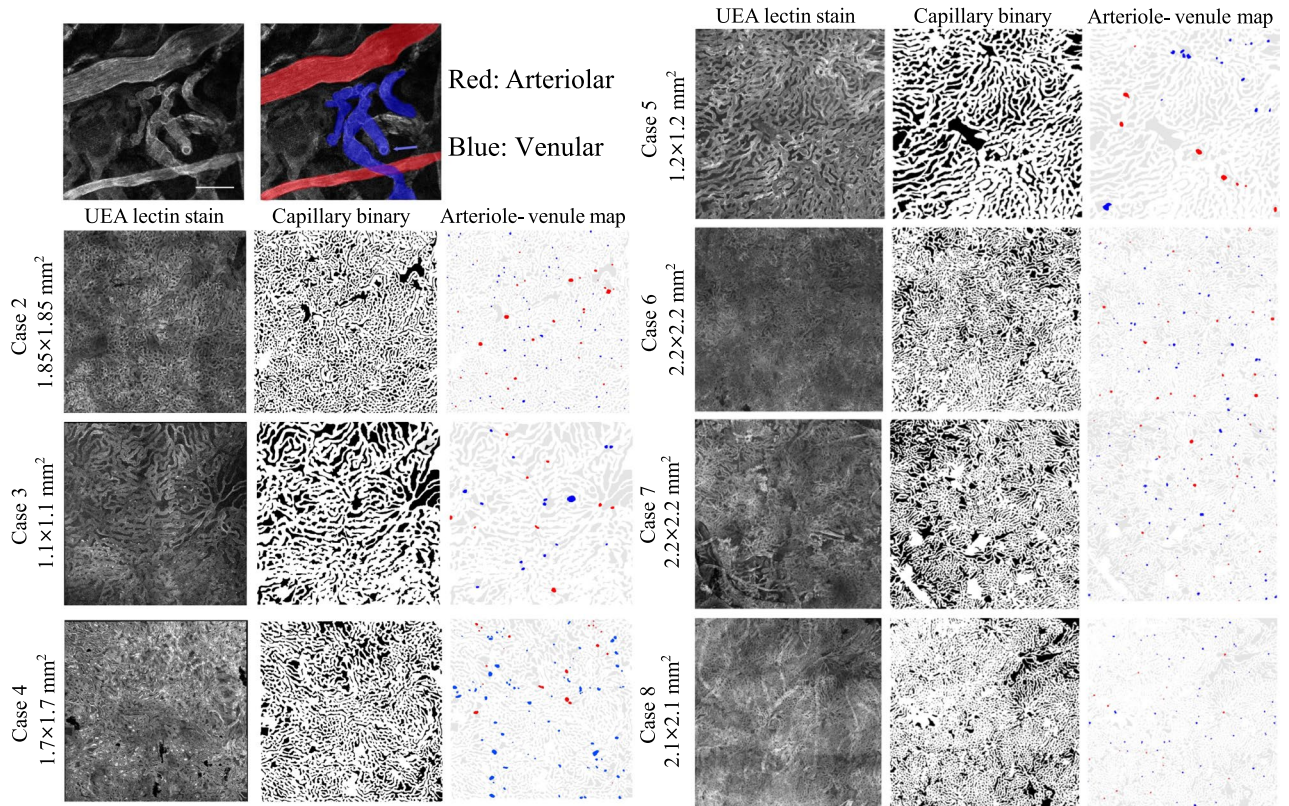 Red: Arteriolar
Blue: Venular
UEA lectin stain Capillary binary Arteriole- venule map
Case 2
1.85×1.85 mm²
Case 3
1.1×1.1 mm²
Case 4
1.7×1.7 mm²
UEA lectin stain Capillary binary Arteriole- venule map
Case 5
1.2×1.2 mm²
Case 6
2.2×2.2 mm²
Case 7
2.2×2.2 mm²
Case 8
2.1×2.1 mm²